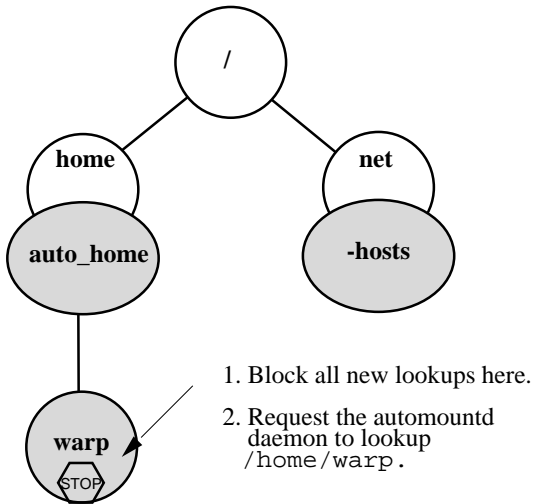 /
home
net
auto_home
-hosts
1. Block all new lookups here.
2. Request the automountd
daemon to lookup
/home/warp.
warp
STOP